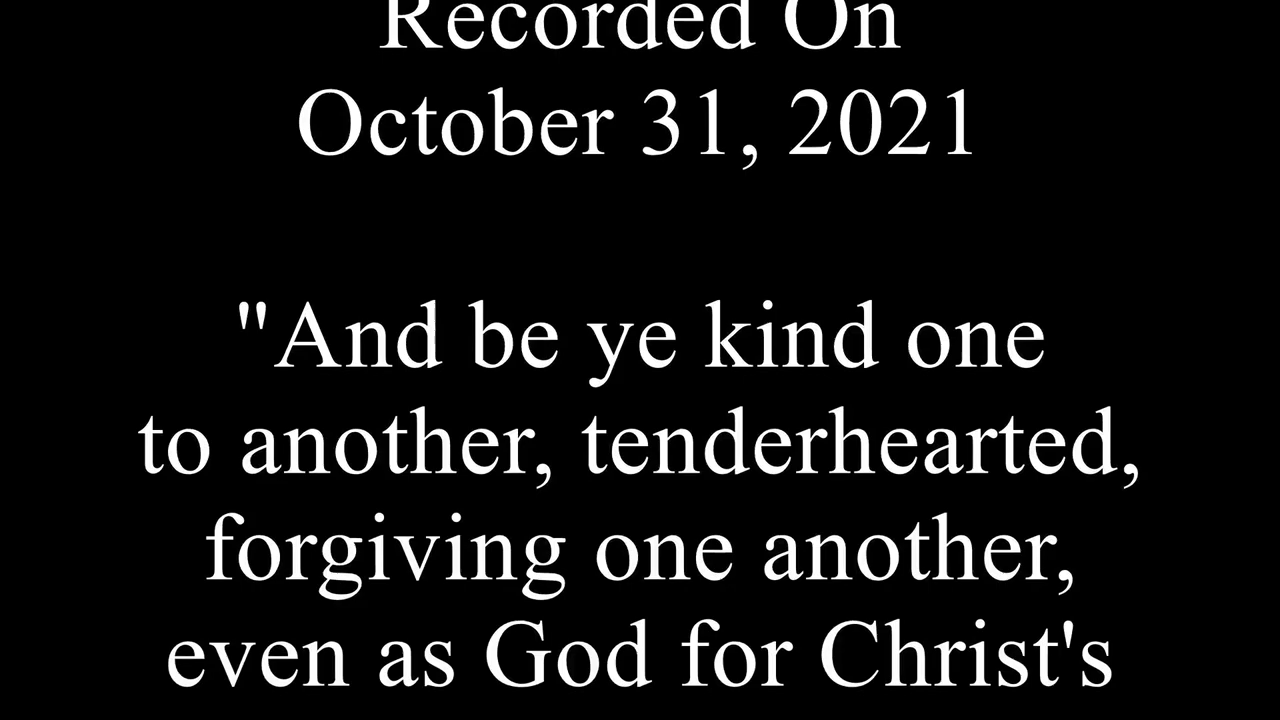 Recorded On
October 31, 2021
"And be ye kind one
to another, tenderhearted,
forgiving one another,
even as God for Christ's